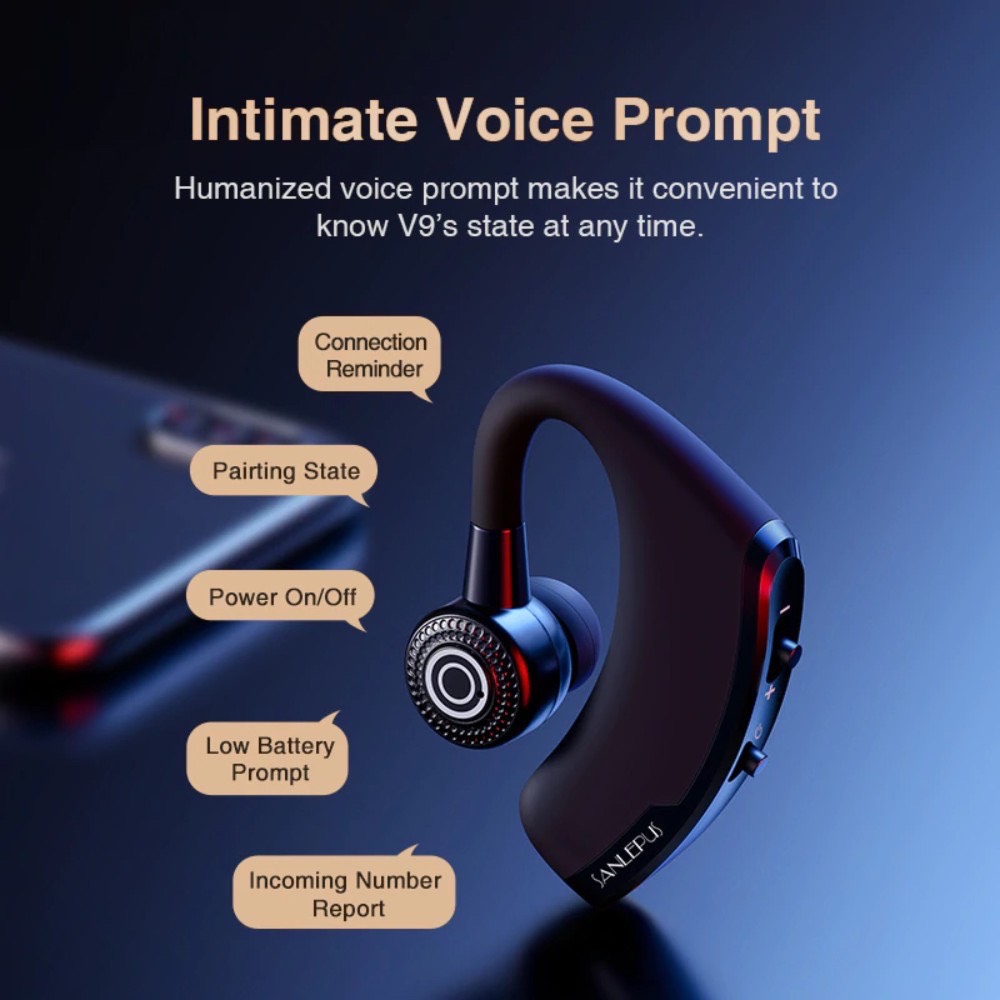 Intimate Voice Prompt
Humanized voice prompt makes it convenient to
know V9’s state at any time.
Connection
Reminder
Pairting State
Power On/Off
Low Battery
Prompt
Incoming Number
Report
SANLEPUS